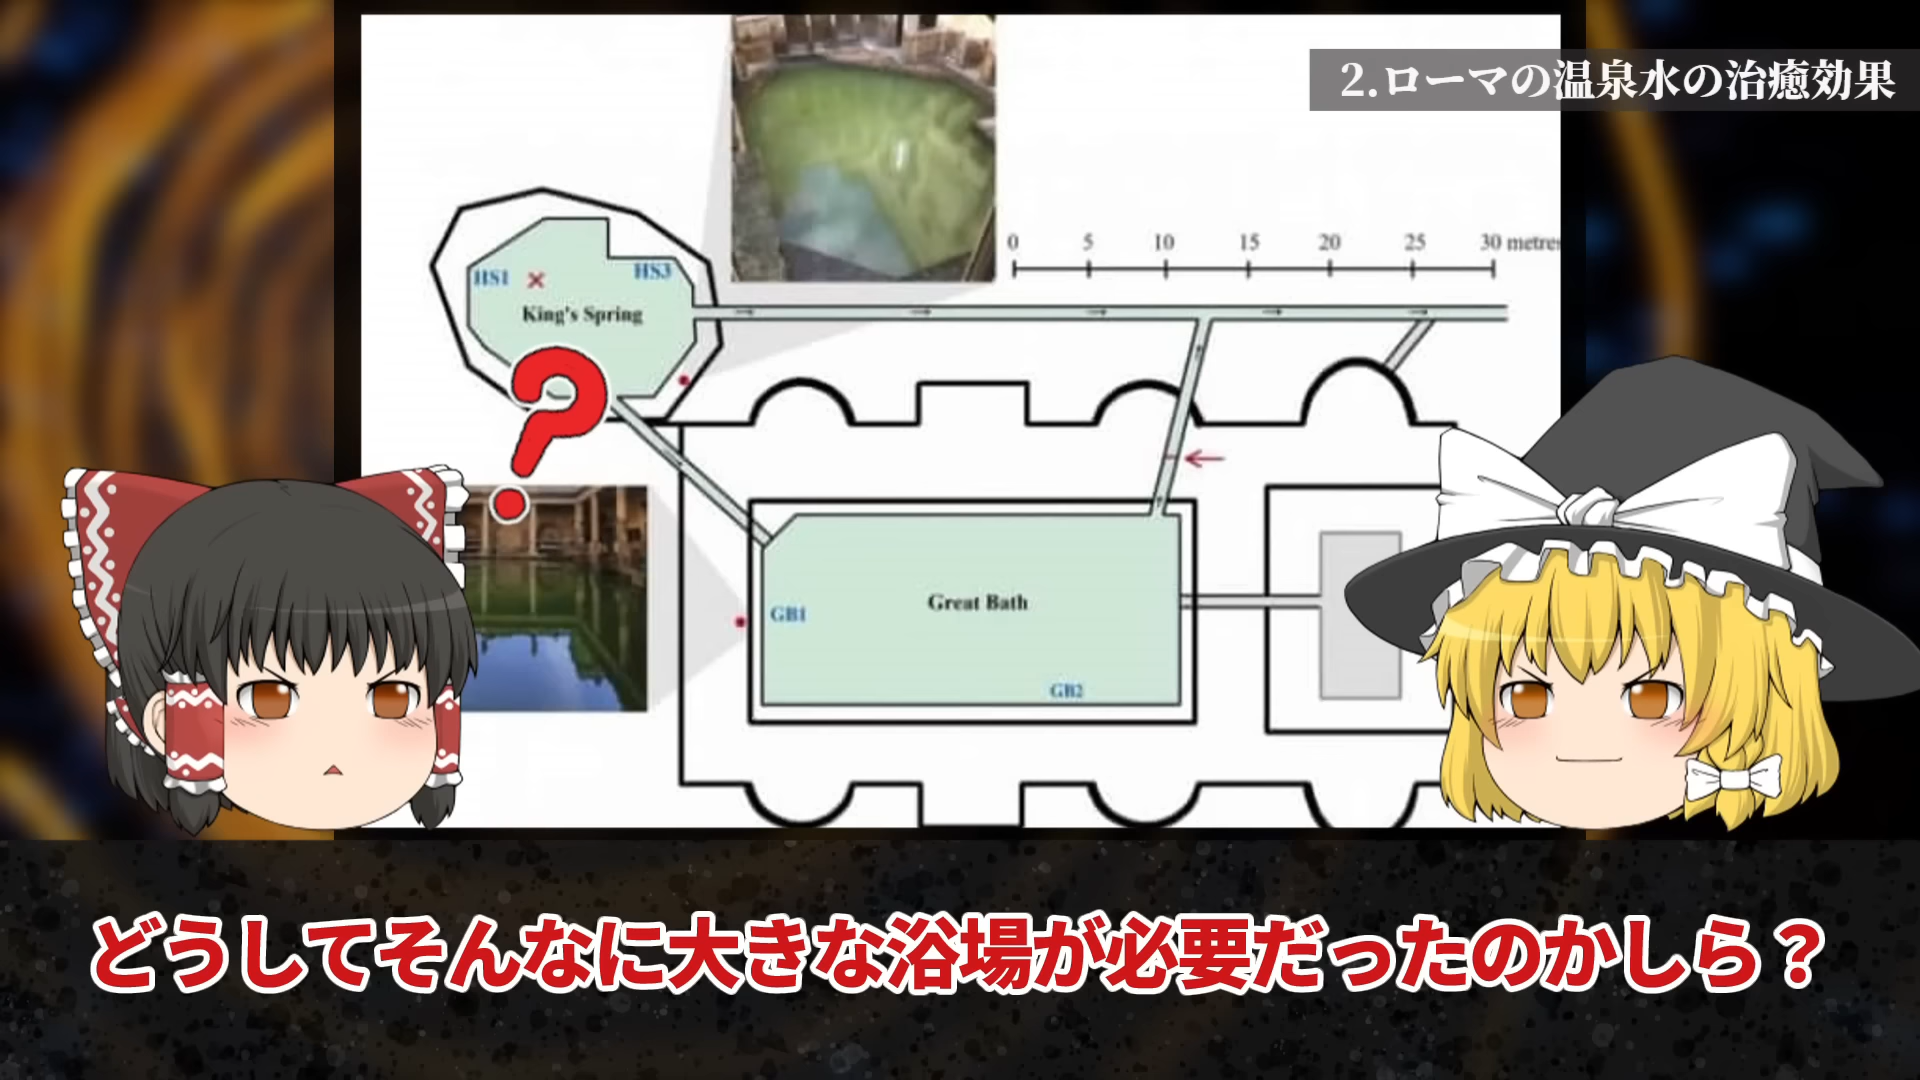 2.ローマの温泉水の治癒効果
0 5 10 15 20 25 30 metres
HS1
HS3
King's Spring
?
GB1
Great Bath
GB2
どうしてそんなに大きな浴場が必要だったのかしら？